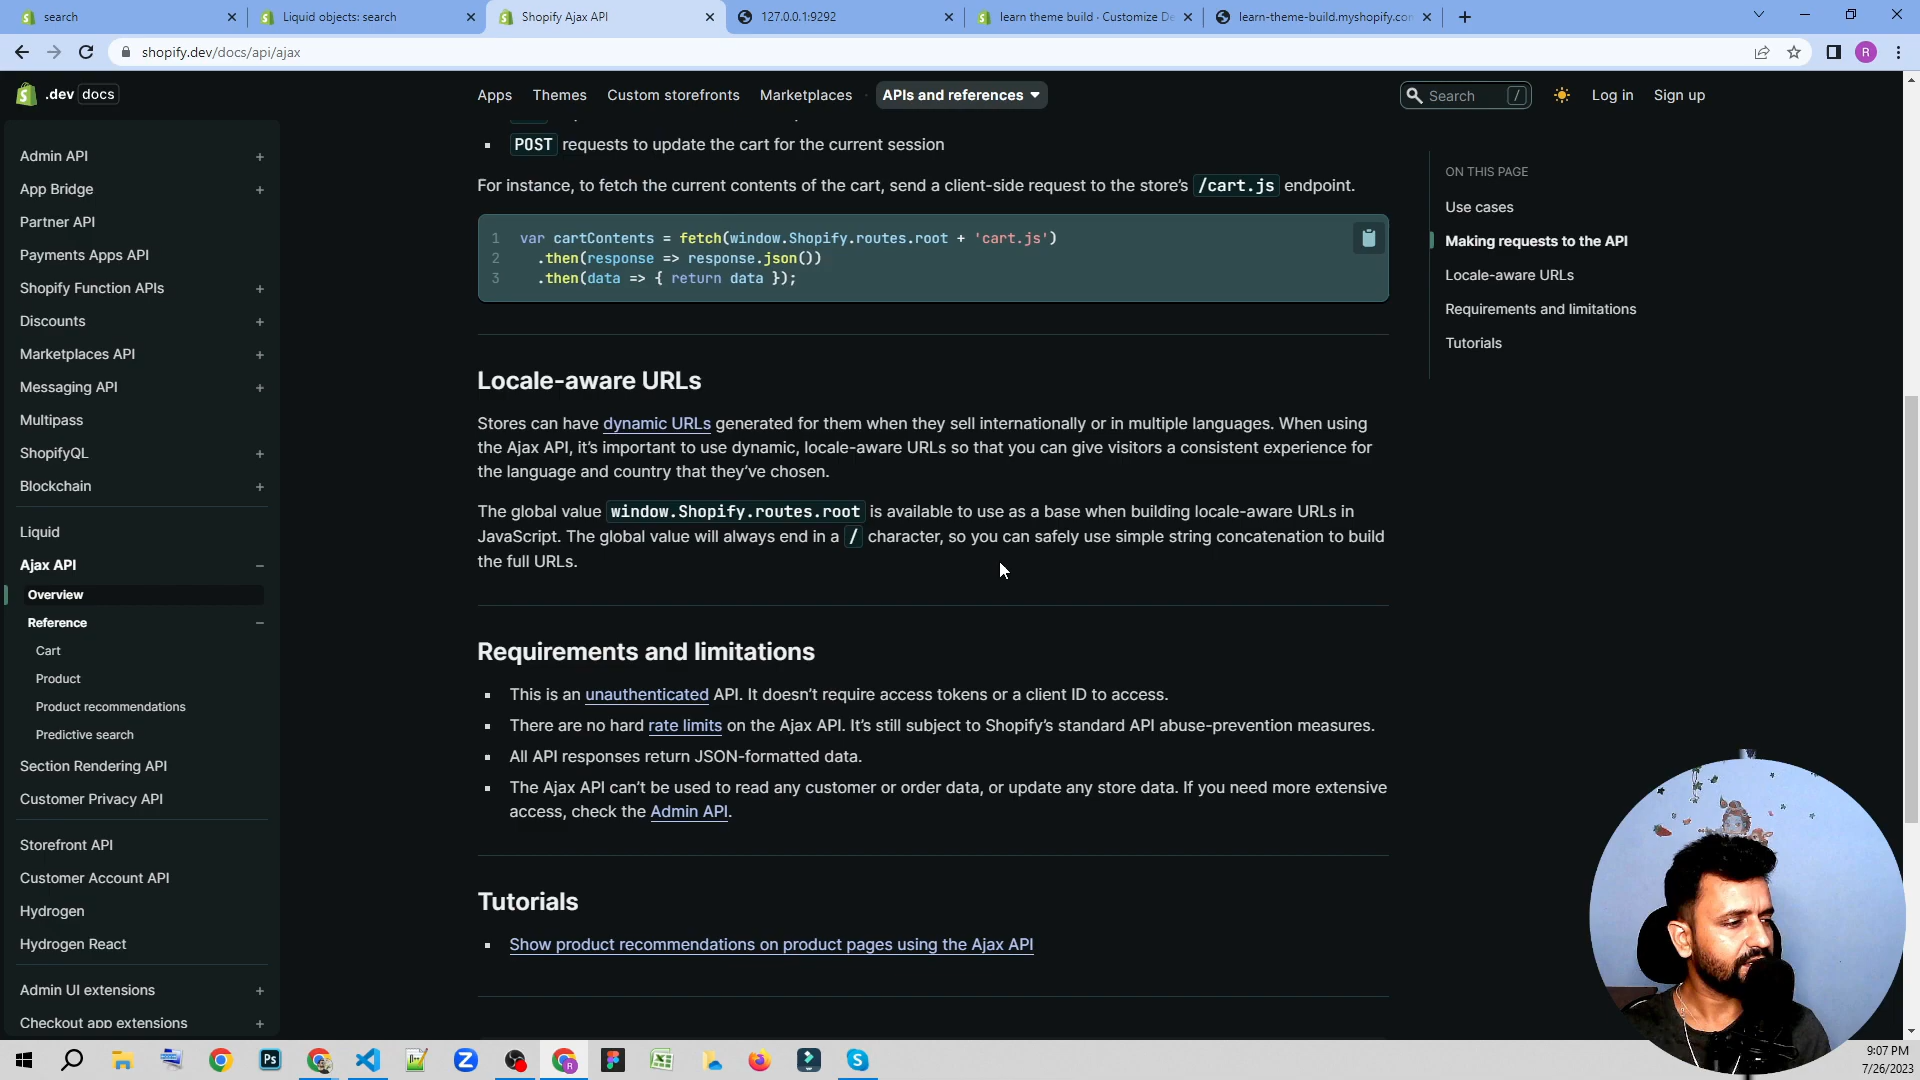 search
Liquid objects: search
Shopify Ajax API
127.0.0.1:9292
learn theme build · Customize De
learn-theme-build.myshopify.con
shopify.dev/docs/api/ajax
R
.dev docs
Apps
Themes
Custom storefronts
Marketplaces
APIs and references
Search /
Log in
Sign up
Admin API
App Bridge
Partner API
Payments Apps API
Shopify Function APIs
Discounts
Marketplaces API
Messaging API
Multipass
ShopifyQL
Blockchain
Liquid
Ajax API
Overview
Reference
Cart
Product
Product recommendations
Predictive search
Section Rendering API
Customer Privacy API
Storefront API
Customer Account API
Hydrogen
Hydrogen React
Admin UI extensions
Checkout app extensions
POST requests to update the cart for the current session
For instance, to fetch the current contents of the cart, send a client-side request to the store's /cart.js endpoint.
1 var cartContents = fetch(window.Shopify.routes.root + 'cart.js')
2 .then(response => response.json())
3 .then(data => { return data });
Locale-aware URLs
Stores can have dynamic URLs generated for them when they sell internationally or in multiple languages. When using
the Ajax API, it's important to use dynamic, locale-aware URLs so that you can give visitors a consistent experience for
the language and country that they've chosen.
The global value window.Shopify.routes.root is available to use as a base when building locale-aware URLs in
JavaScript. The global value will always end in a / character, so you can safely use simple string concatenation to build
the full URLs.
Requirements and limitations
This is an unauthenticated API. It doesn't require access tokens or a client ID to access.
There are no hard rate limits on the Ajax API. It's still subject to Shopify's standard API abuse-prevention measures.
All API responses return JSON-formatted data.
The Ajax API can't be used to read any customer or order data, or update any store data. If you need more extensive
access, check the Admin API.
Tutorials
Show product recommendations on product pages using the Ajax API
ON THIS PAGE
Use cases
Making requests to the API
Locale-aware URLs
Requirements and limitations
Tutorials
Ps
9:07 PM
7/26/2023